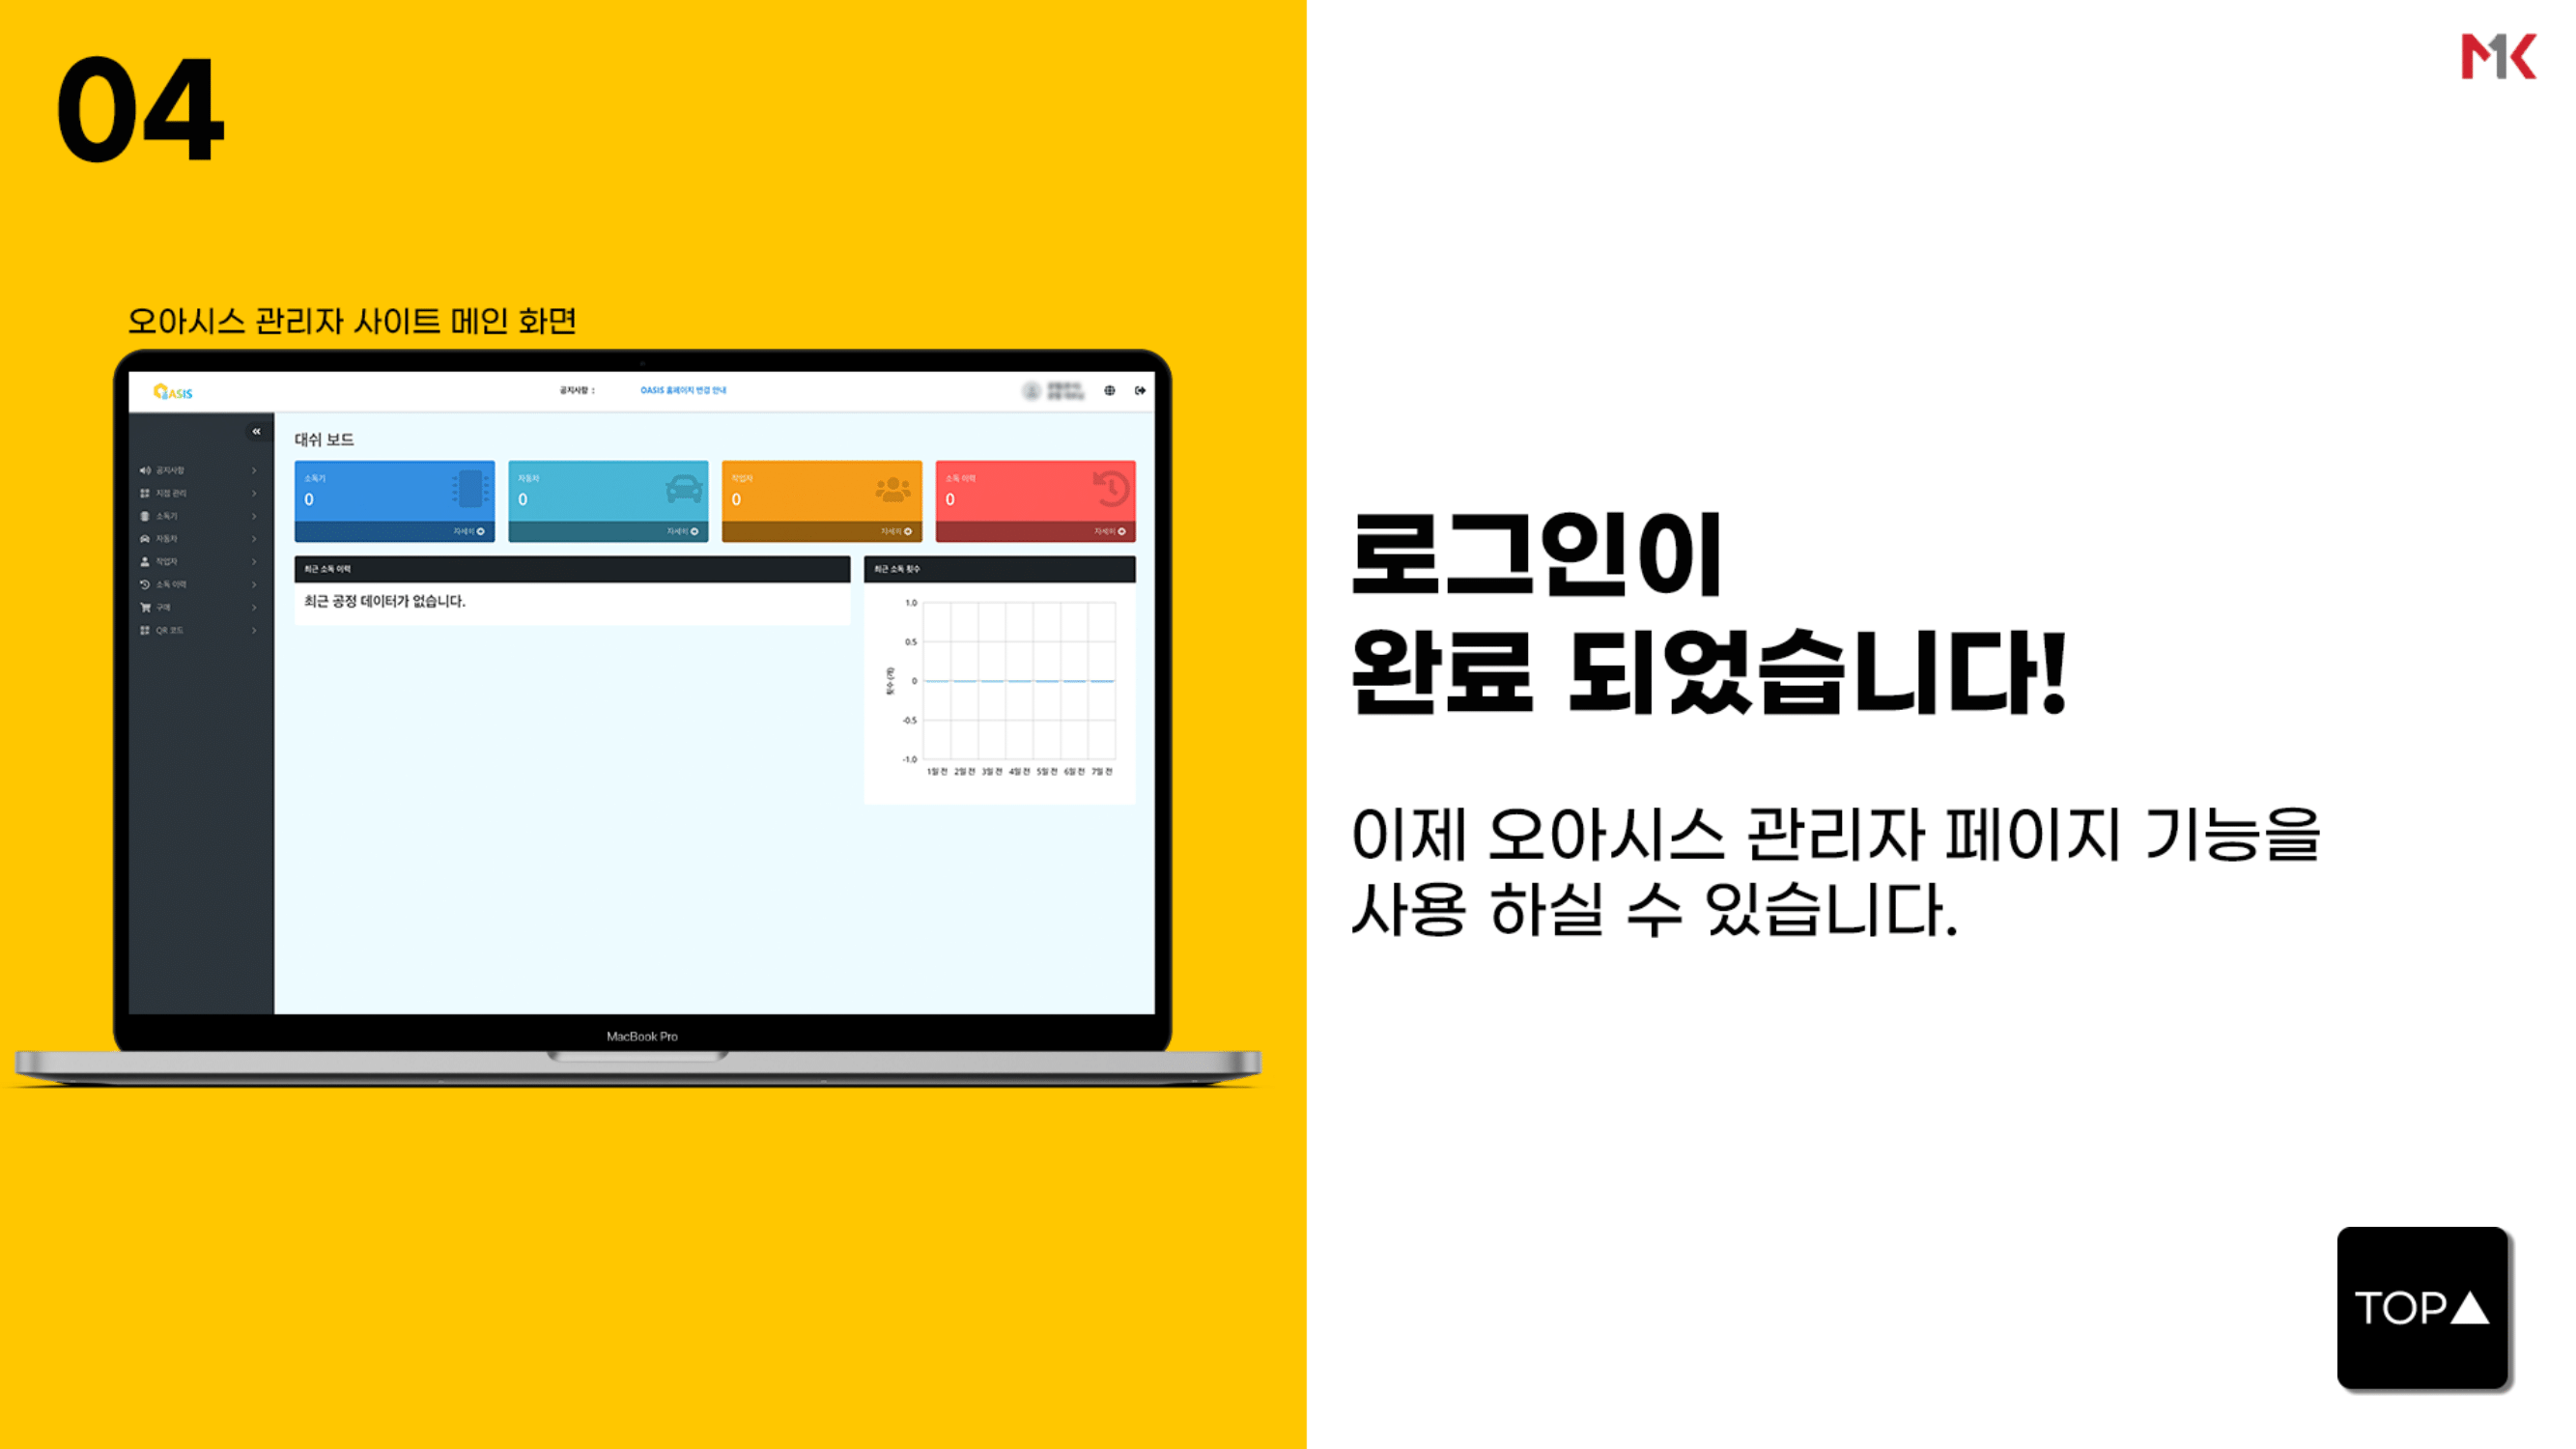 04
MK
오아시스 관리자 사이트 메인 화면
OASIS
공지사항 :
OASIS 홈페이지 변경 안내
대쉬 보드
공지사항
지점 관리
소독기
자동차
작업자
소독 이력
구매
QR 코드
소독기
0
자세히
자동차
0
자세히
작업자
0
자세히
소독 이력
0
자세히
최근 소독 이력
최근 공정 데이터가 없습니다.
최근 소독 횟수
횟수 (개)
1.0
0.5
0
-0.5
-1.0
1일 전 2일 전 3일 전 4일 전 5일 전 6일 전 7일 전
MacBook Pro
로그인이
완료 되었습니다!
이제 오아시스 관리자 페이지 기능을
사용 하실 수 있습니다.
TOP▲